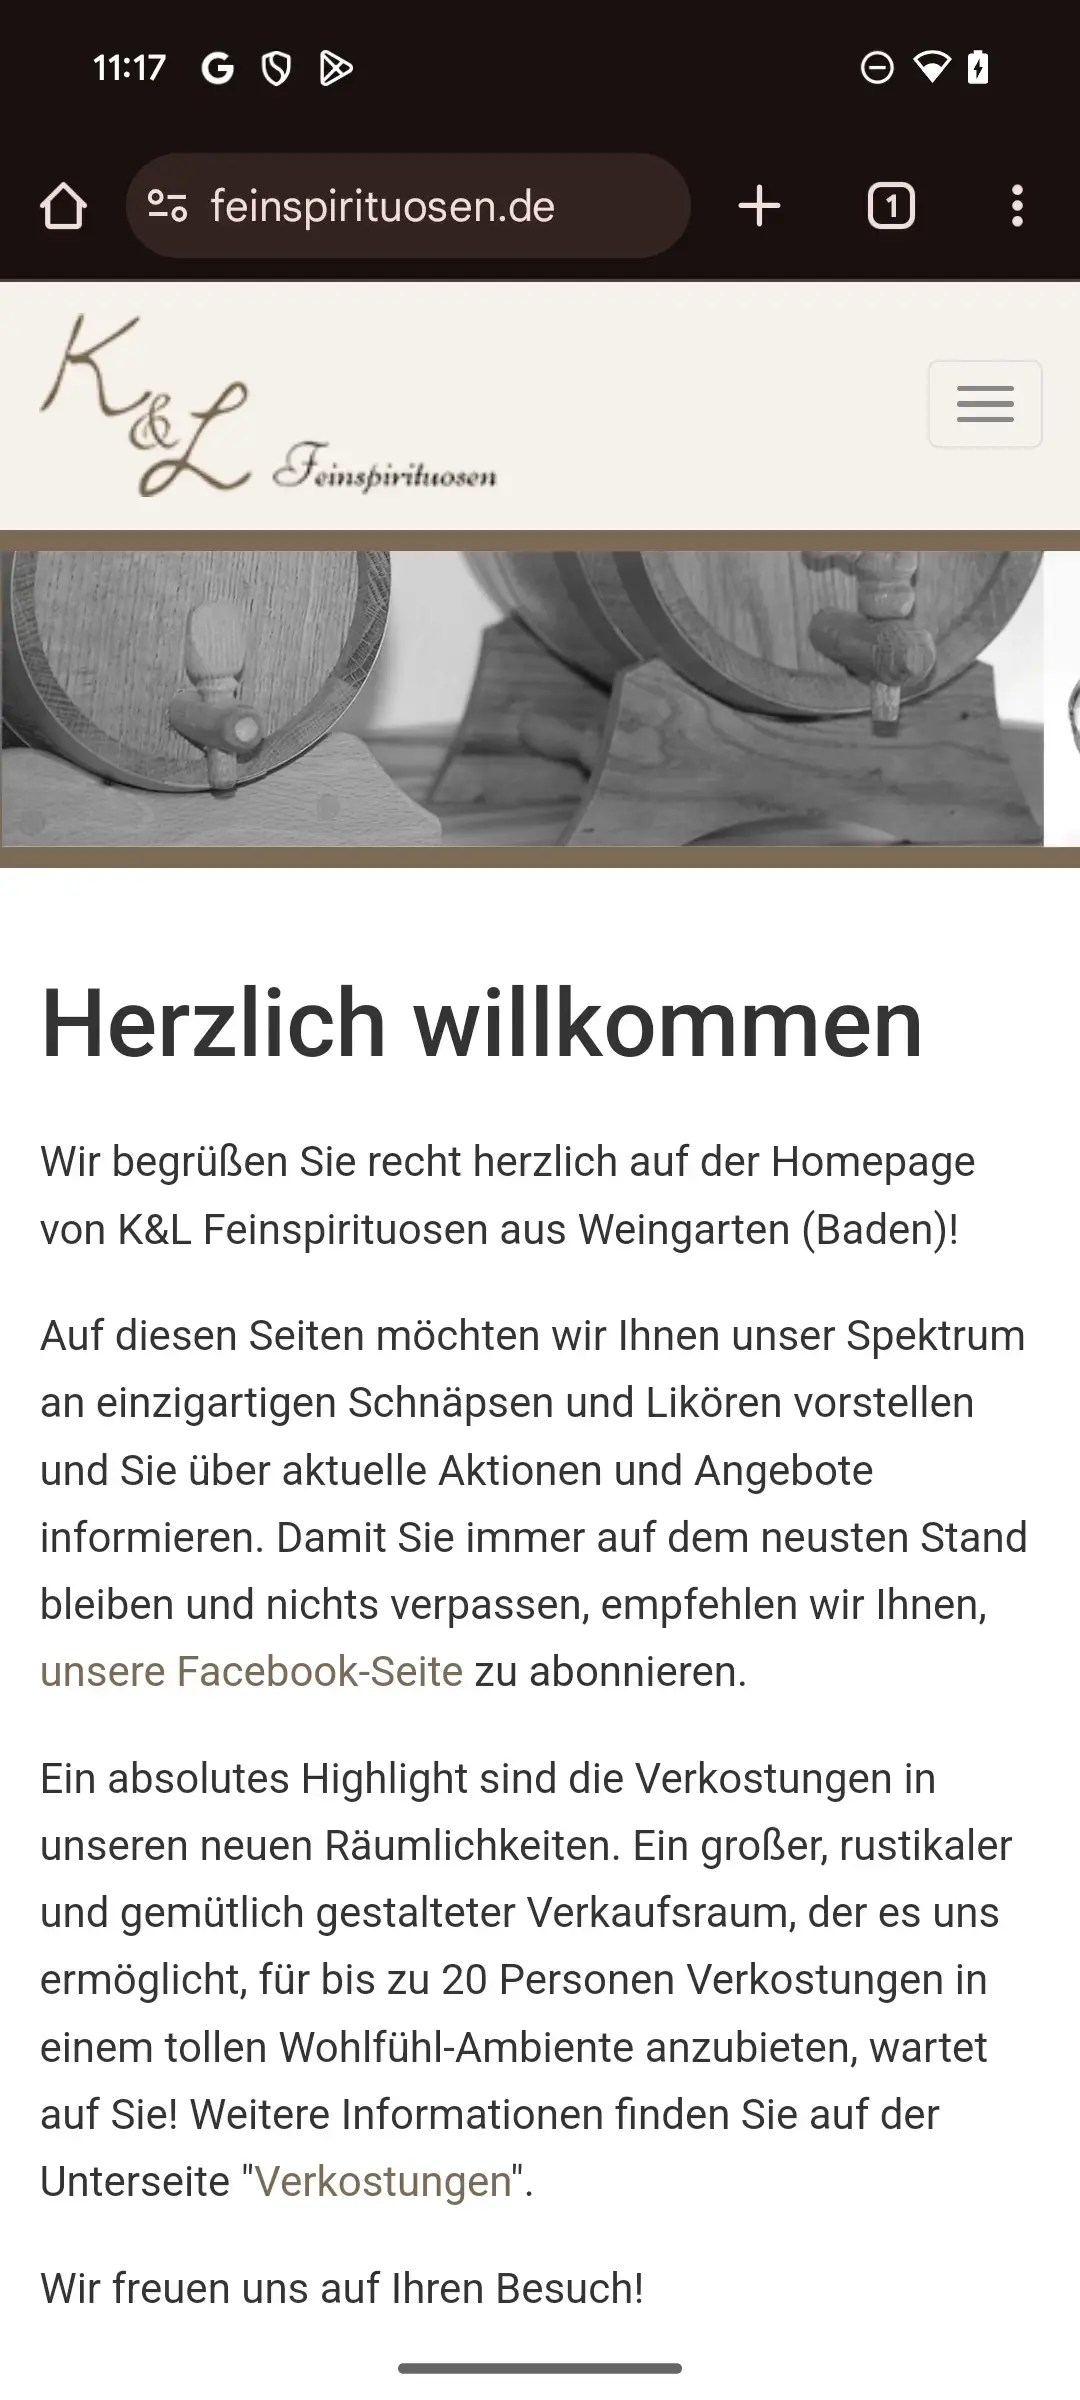 11:17
feinspirituosen.de
1
K&L Feinspirituosen
Herzlich willkommen
Wir begrüßen Sie recht herzlich auf der Homepage
von K&L Feinspirituosen aus Weingarten (Baden)!
Auf diesen Seiten möchten wir Ihnen unser Spektrum
an einzigartigen Schnäpsen und Likören vorstellen
und Sie über aktuelle Aktionen und Angebote
informieren. Damit Sie immer auf dem neusten Stand
bleiben und nichts verpassen, empfehlen wir Ihnen,
unsere Facebook-Seite zu abonnieren.
Ein absolutes Highlight sind die Verkostungen in
unseren neuen Räumlichkeiten. Ein großer, rustikaler
und gemütlich gestalteter Verkaufsraum, der es uns
ermöglicht, für bis zu 20 Personen Verkostungen in
einem tollen Wohlfühl-Ambiente anzubieten, wartet
auf Sie! Weitere Informationen finden Sie auf der
Unterseite "Verkostungen".
Wir freuen uns auf Ihren Besuch!